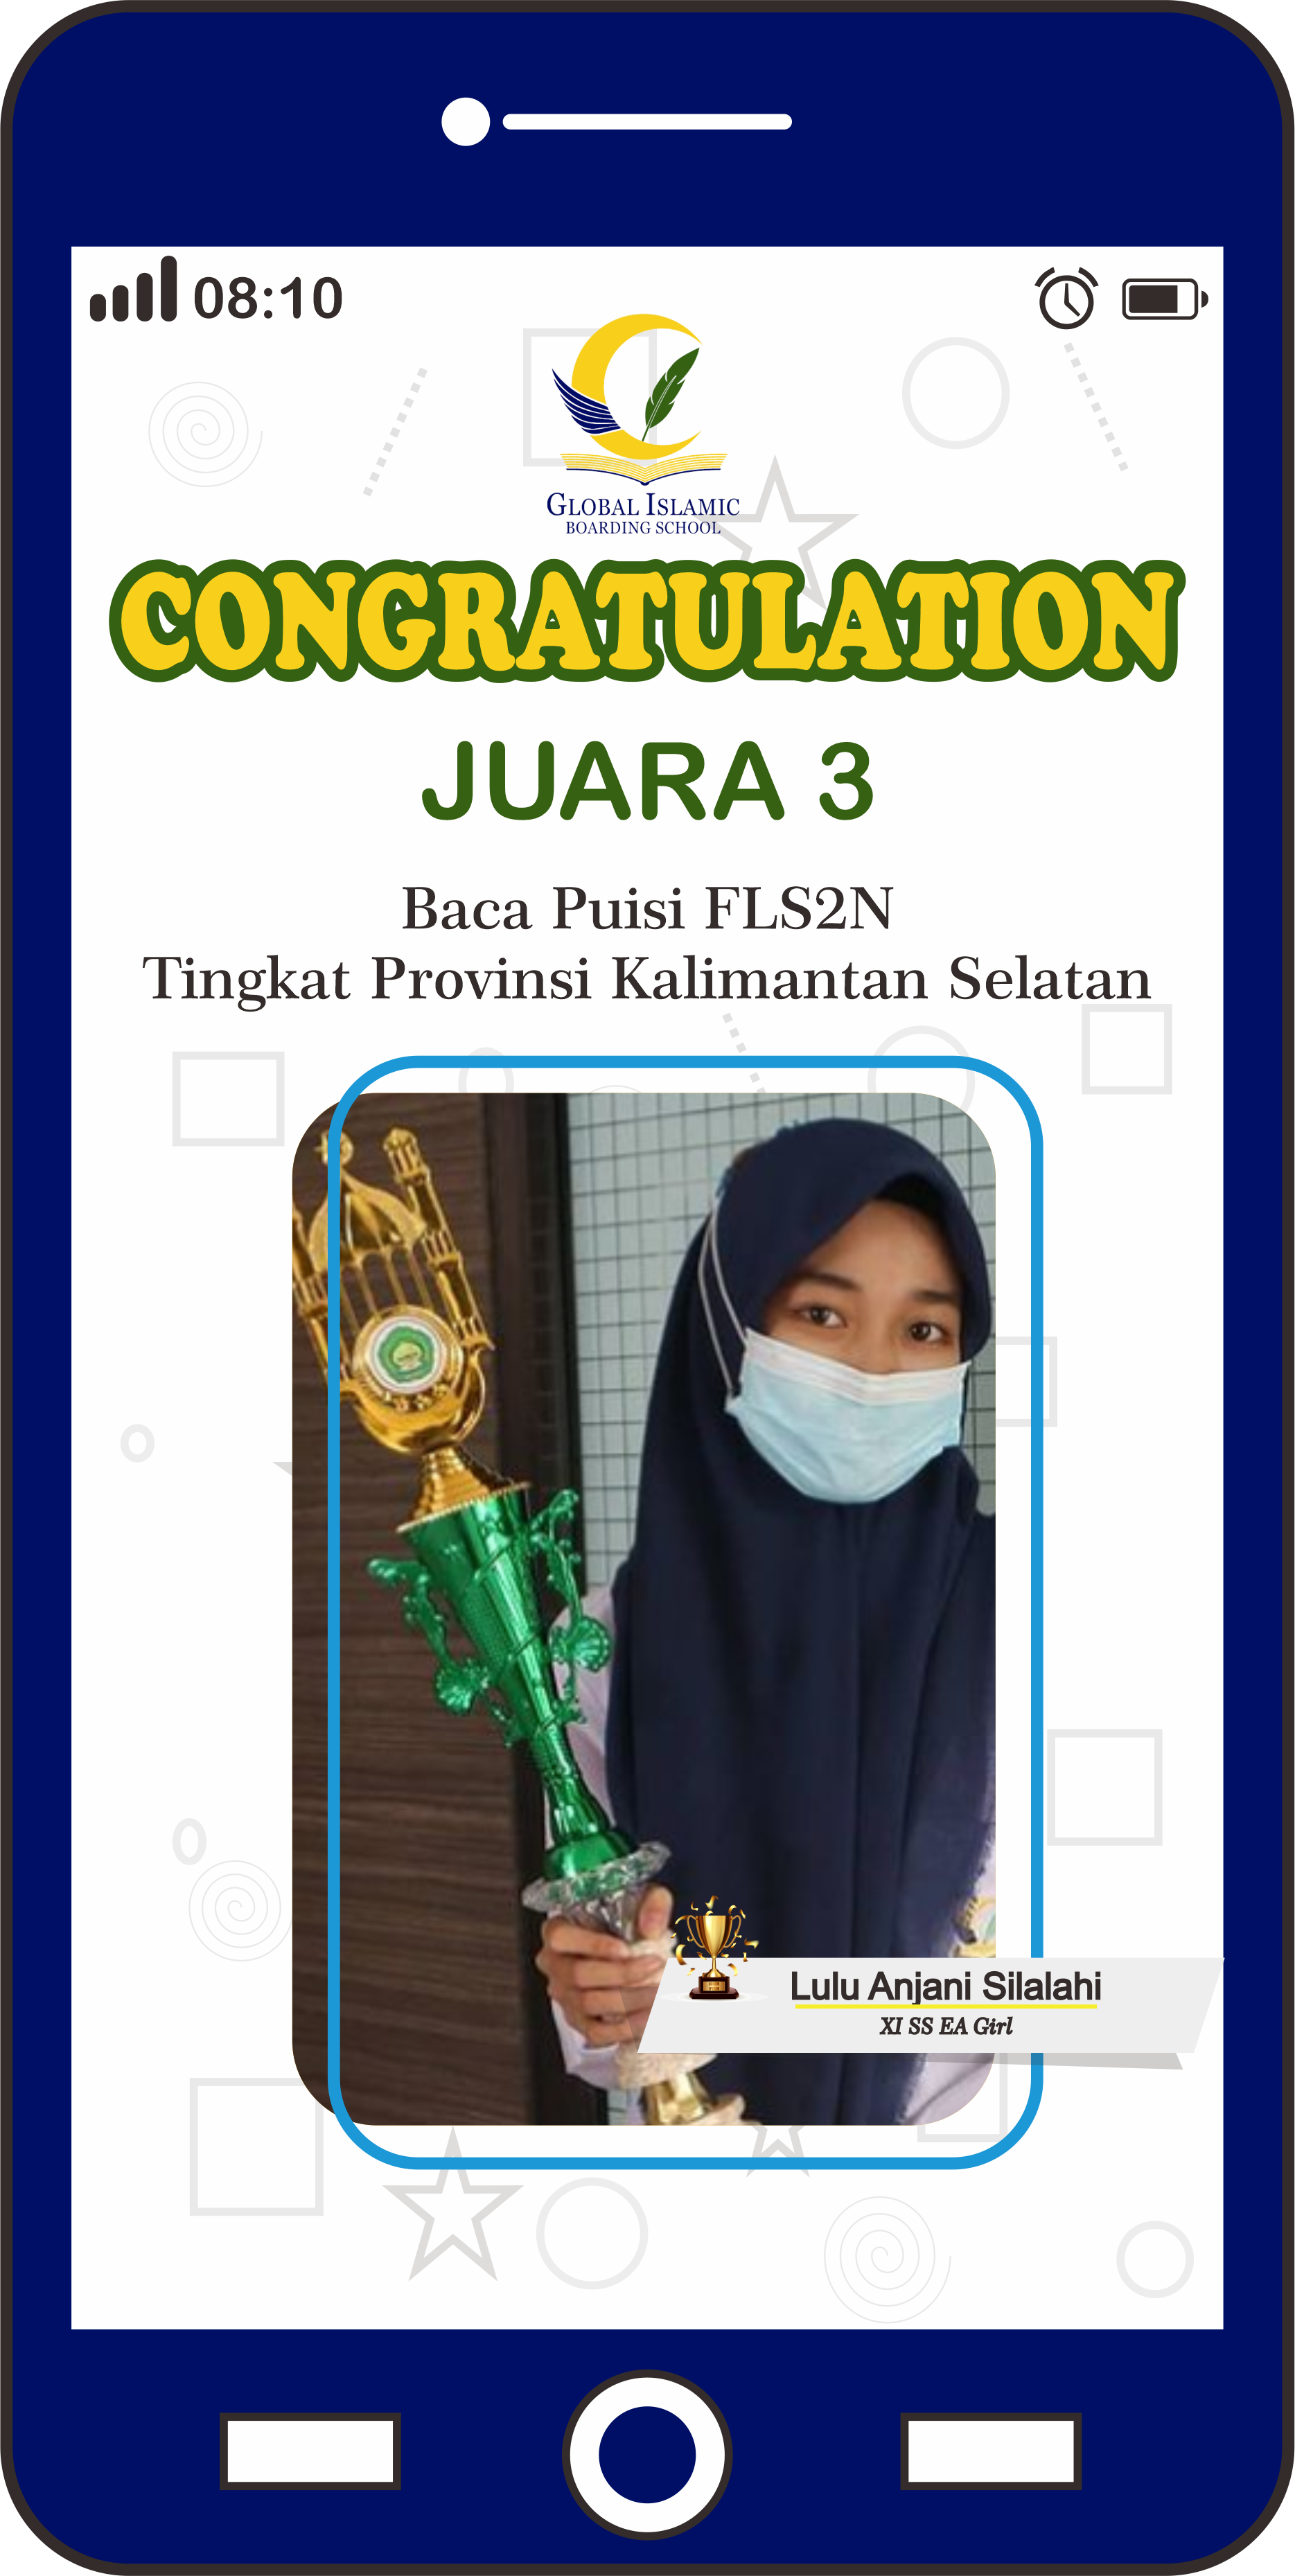 08:10
GLOBAL ISLAMIC
BOARDING SCHOOL
CONGRATULATION
JUARA 3
Baca Puisi FLS2N
Tingkat Provinsi Kalimantan Selatan
Lulu Anjani Silalahi
XI SS EA Girl